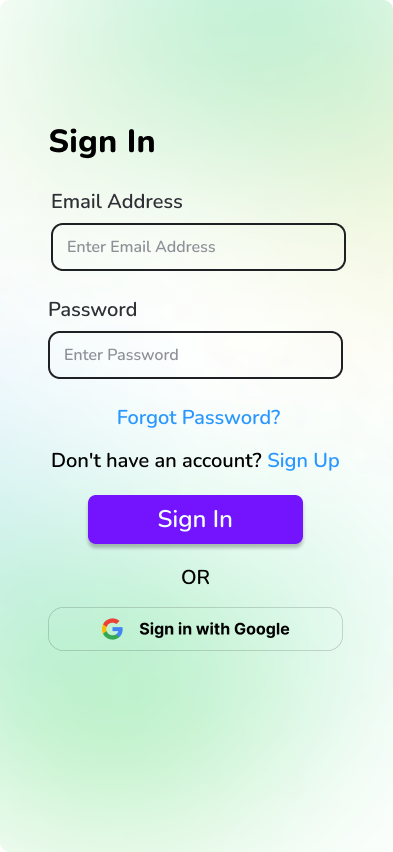 Sign In
Email Address
Enter Email Address
Password
Enter Password
Forgot Password?
Don't have an account? Sign Up
Sign In
OR
Sign in with Google